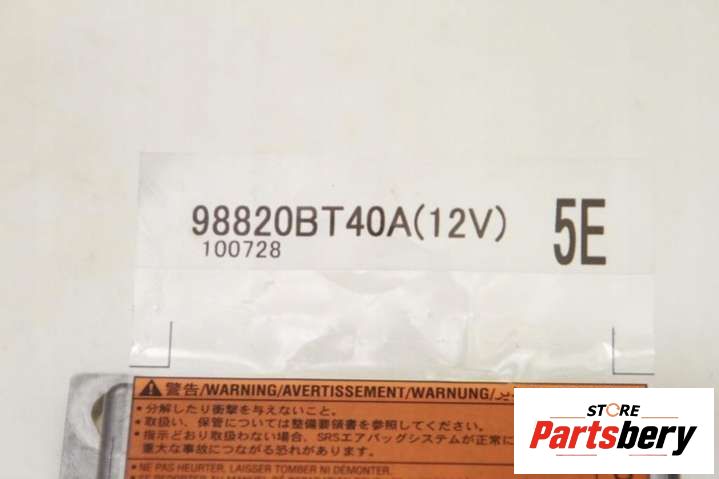 98820BT40A(12V) 5E
100728
警告/WARNING/AVERTISSEMENT/WARNUNG/
・分解したり衝撃を与えないこと。
・取扱い、保管については整備要領書を参照してください。
・指示どおり取扱わない場合、SRSエアバッグシステムが正常に
重大な事故につながる恐れがあります。
•NE PAS HEURTER, LAISSER TOMBER NI DÉMONTER.
STORE
Partsbery